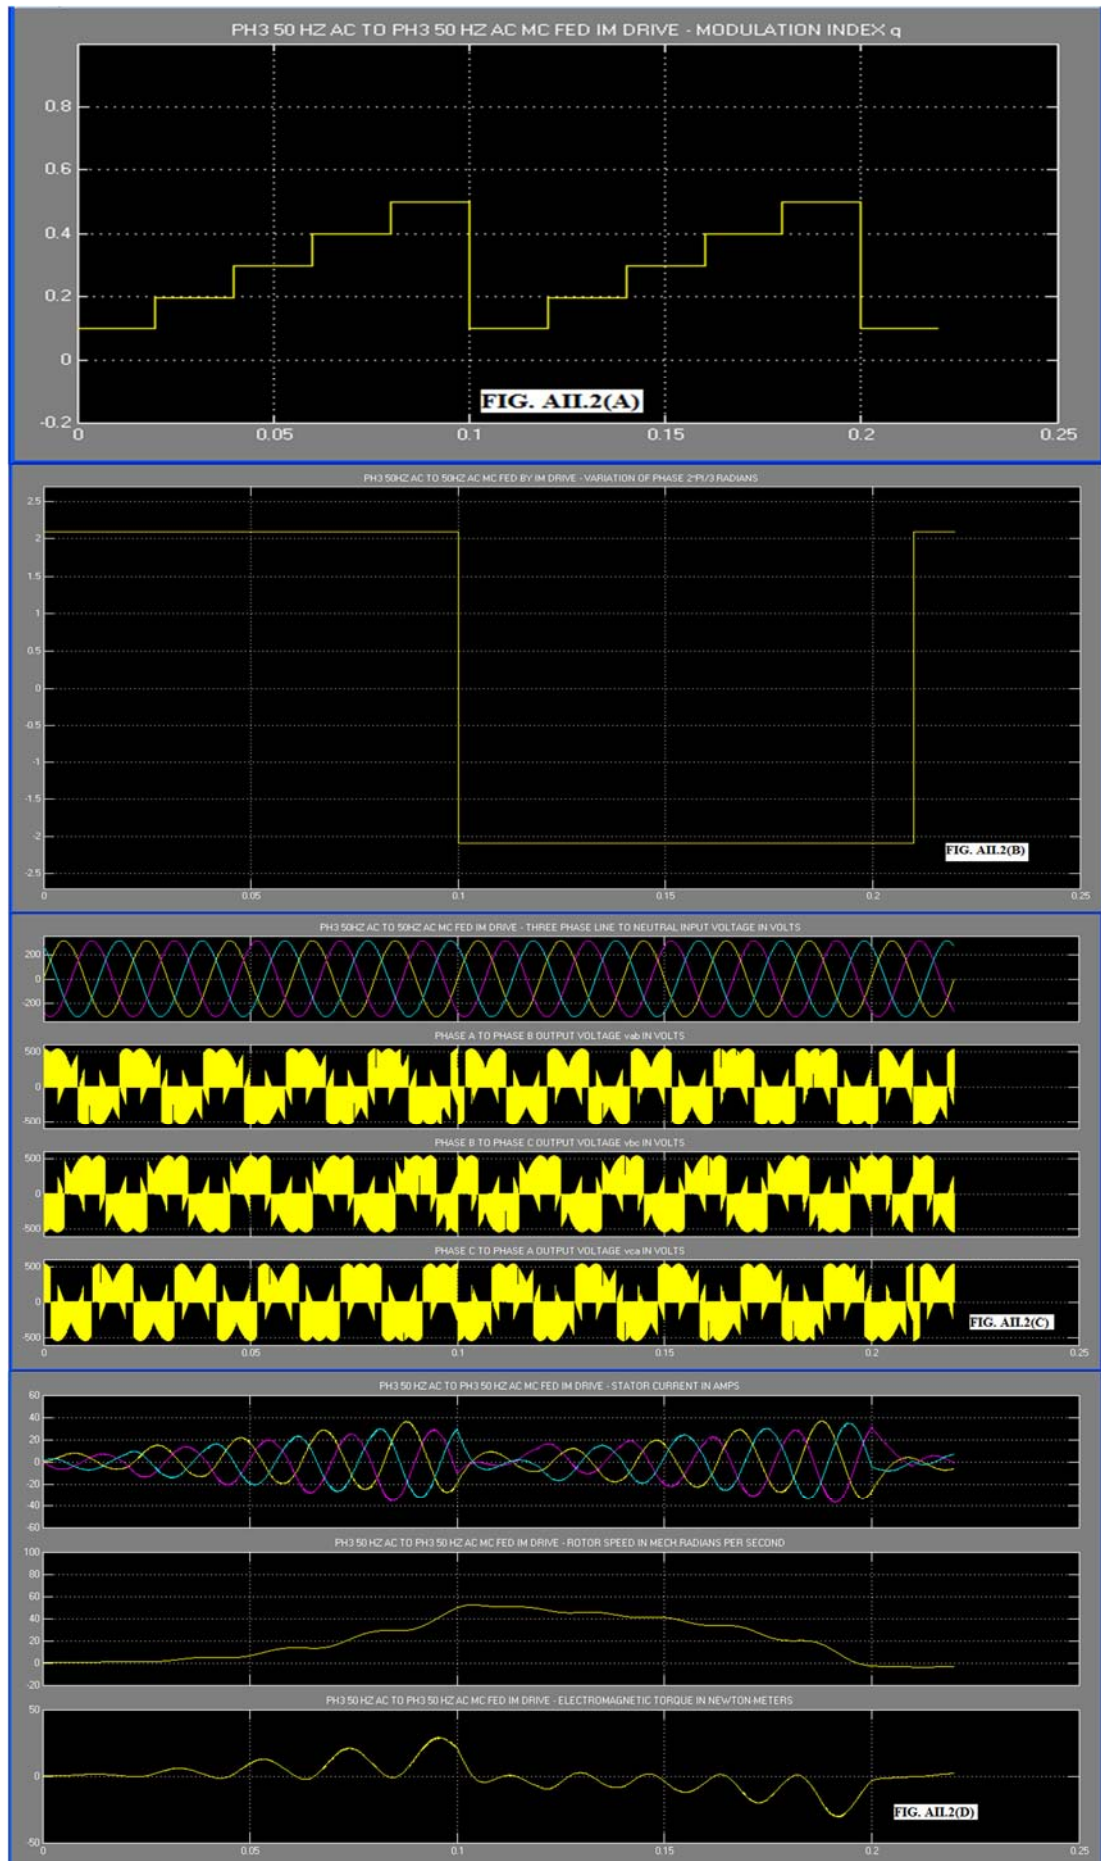 PH3 50 HZ AC TO PH3 50 HZ AC MC FED IM DRIVE - MODULATION INDEX q
0.8
0.6
0.4
0.2
0
-0.2
FIG. AII.2(A)
0 0.05 0.1 0.15 0.2 0.25
PH3 50HZ AC TO 50HZ AC MC FED BY IM DRIVE - VARIATION OF PHASE 2*PI/3 RADIANS
2.5
2
1.5
1
0.5
0
-0.5
-1
-1.5
-2
FIG. AII.2(B)
-2.5
0 0.05 0.1 0.15 0.2 0.25
PH3 50HZ AC TO 50HZ AC MC FED IM DRIVE - THREE PHASE LINE TO NEUTRAL INPUT VOLTAGE IN VOLTS
200
0
-200
PHASE A TO PHASE B OUTPUT VOLTAGE vab IN VOLTS
500
0
-500
PHASE B TO PHASE C OUTPUT VOLTAGE vbc IN VOLTS
500
0
-500
PHASE C TO PHASE A OUTPUT VOLTAGE vca IN VOLTS
500
0
FIG. AII.2(C)
-500
0 0.05 0.1 0.15 0.2 0.25
PH3 50 HZ AC TO PH3 50 HZ AC MC FED IM DRIVE - STATOR CURRENT IN AMPS
60
40
20
0
-20
-40
-60
PH3 50 HZ AC TO PH3 50 HZ AC MC FED IM DRIVE - ROTOR SPEED IN MECH.RADIANS PER SECOND
100
80
60
40
20
0
-20
PH3 50 HZ AC TO PH3 50 HZ AC MC FED IM DRIVE - ELECTROMAGNETIC TORQUE IN NEWTON-METERS
50
0
FIG. AII.2(D)
-50
0 0.05 0.1 0.15 0.2 0.25